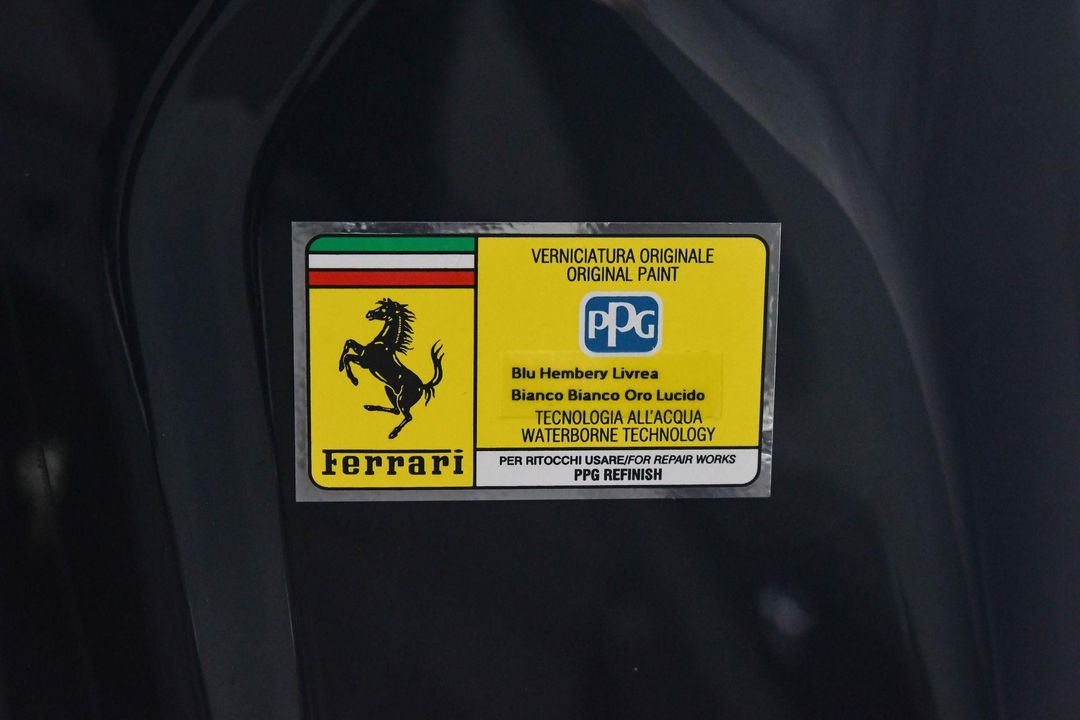 Ferrari
VERNICIATURA ORIGINALE
ORIGINAL PAINT
PPG
Blu Hembery Livrea
Bianco Bianco Oro Lucido
TECNOLOGIA ALL'ACQUA
WATERBORNE TECHNOLOGY
PER RITOCCHI USARE/FOR REPAIR WORKS
PPG REFINISH